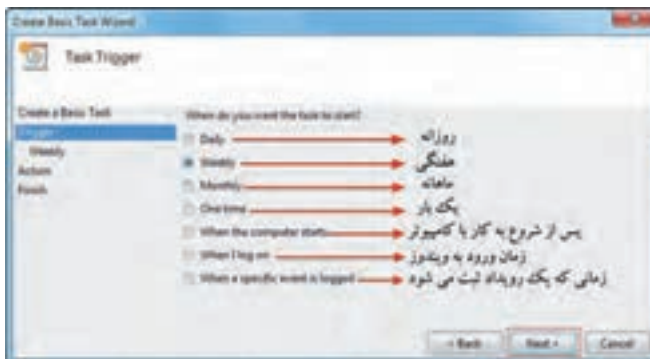 Create Basic Task Wizard
Task Trigger
Create a Basic Task
Trigger
Weekly
Action
Finish
When do you want the task to start?
Daily روزانه
Weekly هفتگی
Monthly ماهانه
One time یک بار
When the computer starts پس از شروع به کار با کامپیوتر
When I log on زمان ورود به ویندوز
When a specific event is logged زمانی که یک رویداد ثبت می شود
< Back Next > Cancel